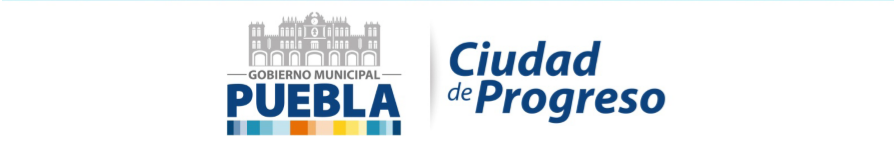 GOBIERNO MUNICIPAL
PUEBLA
Ciudad
de Progreso